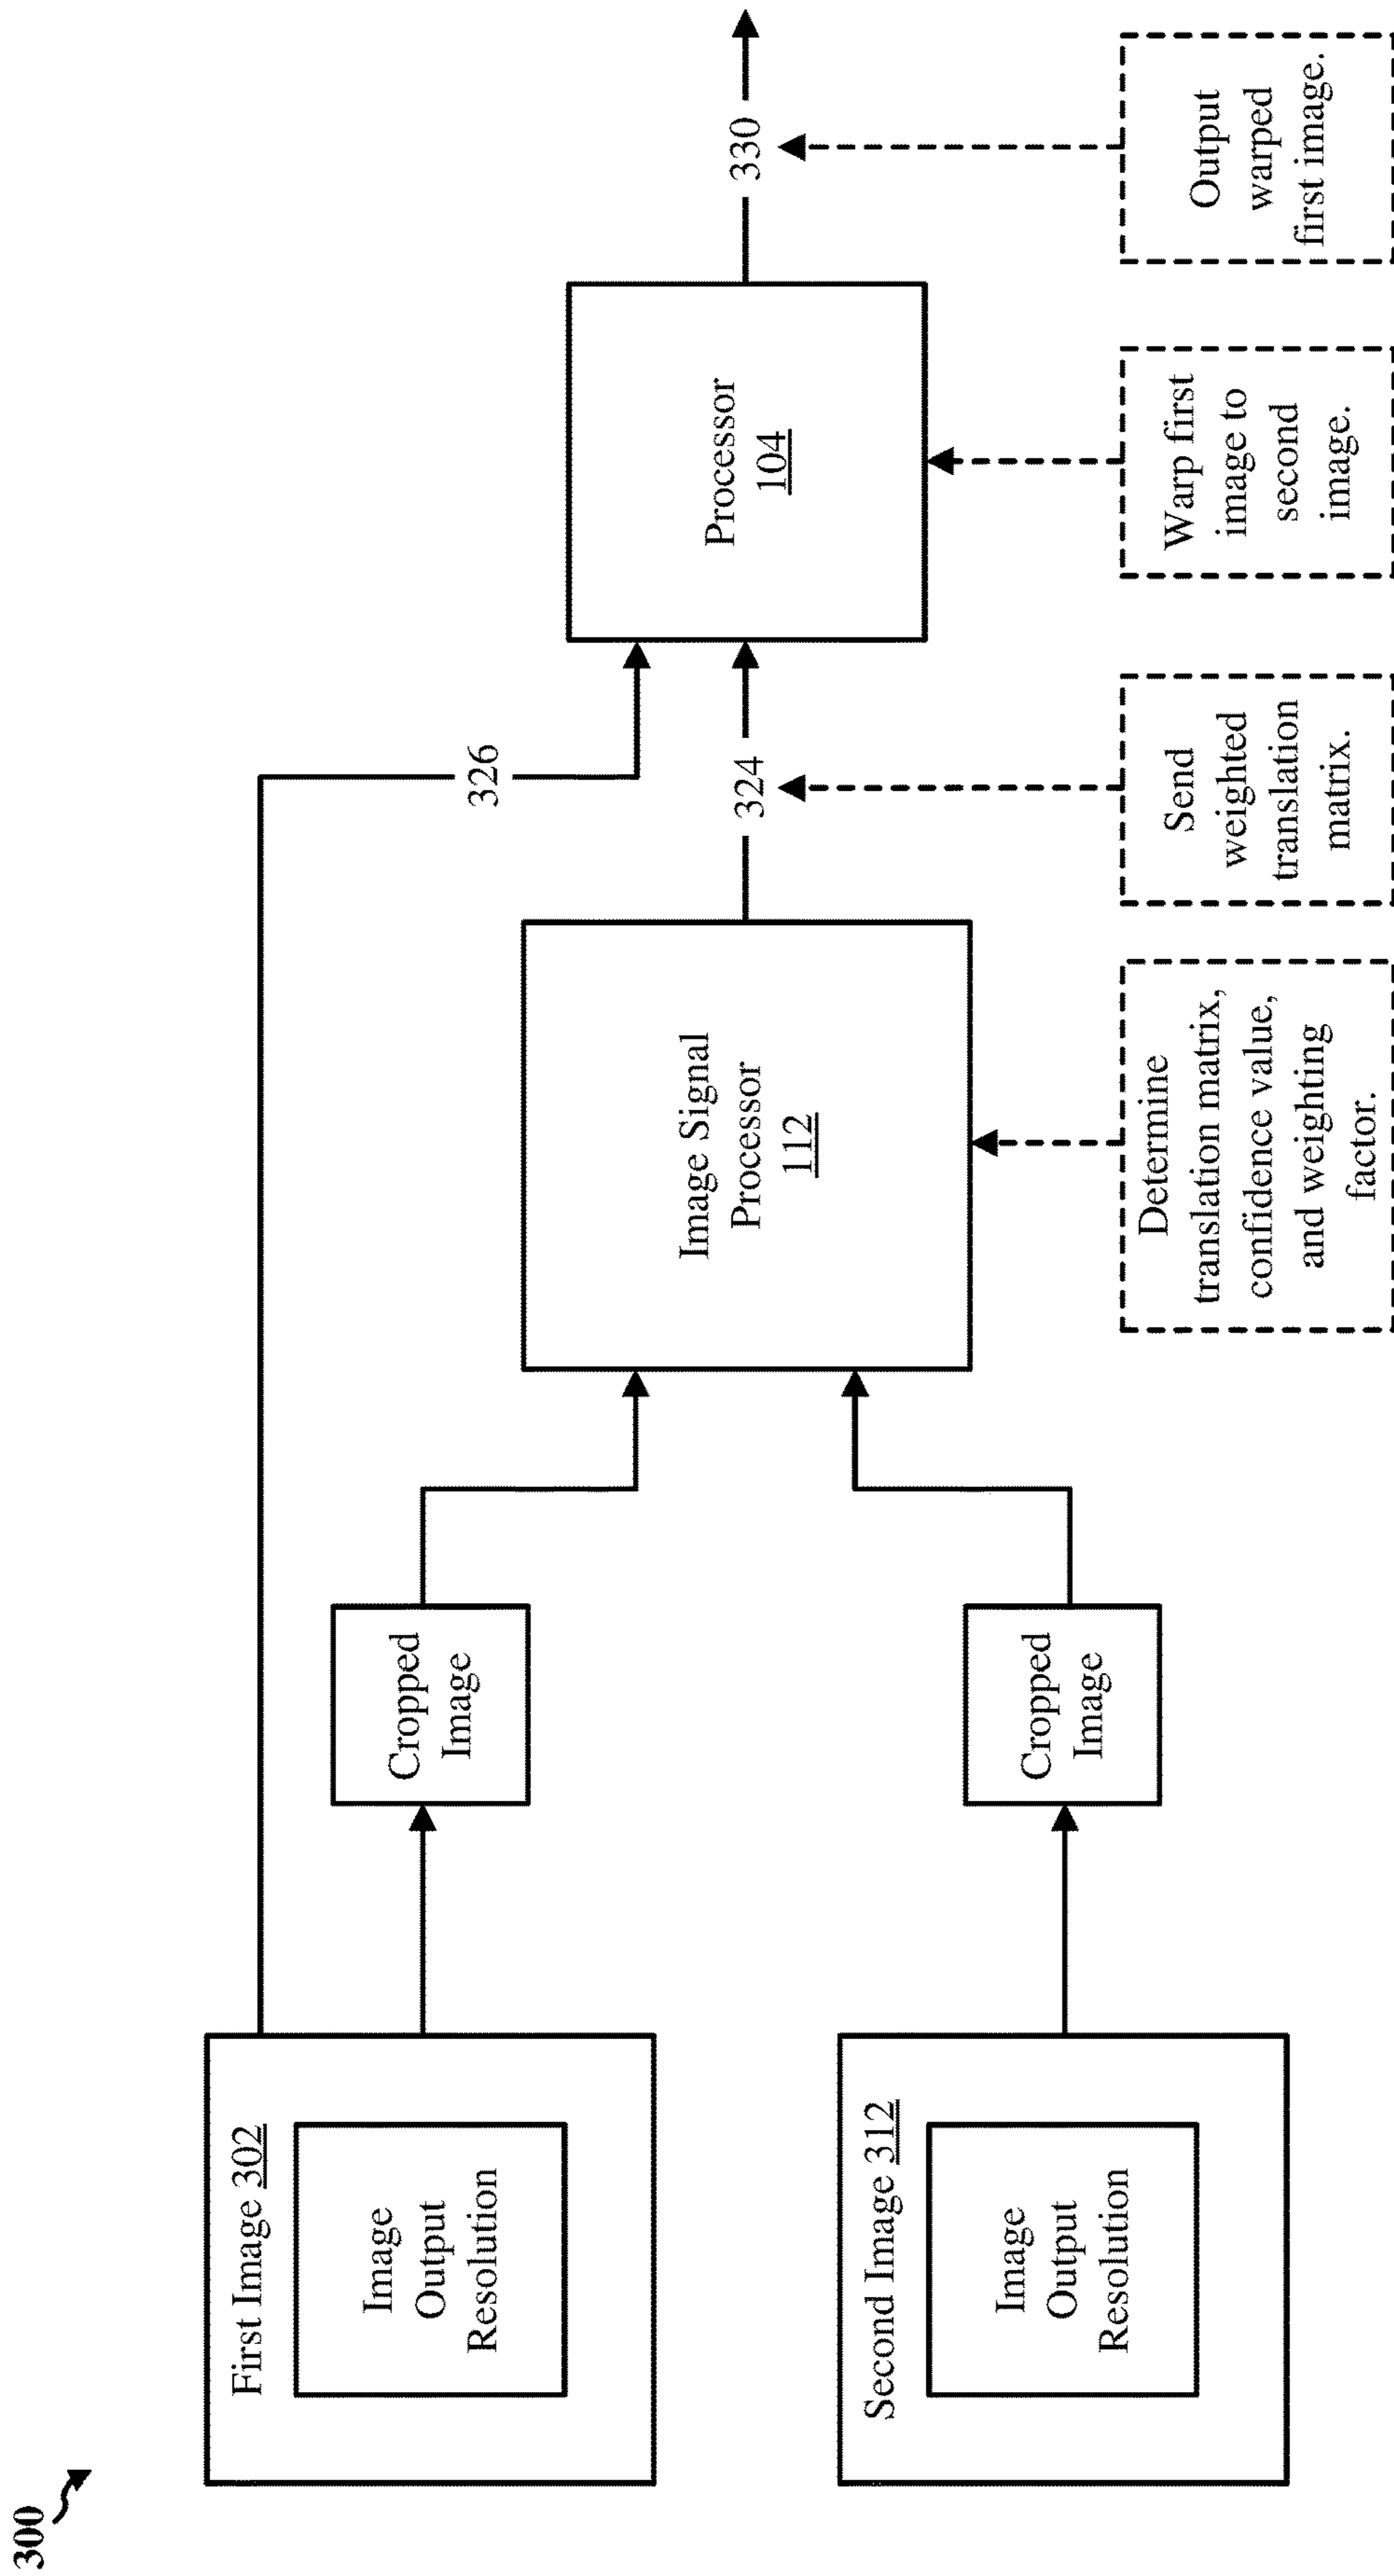 300
First Image 302
Image
Output
Resolution
Second Image 312
Image
Output
Resolution
Cropped
Image
Cropped
Image
Image Signal
Processor
112
326
324
Processor
104
330
Determine
translation matrix,
confidence value,
and weighting
factor.
Send
weighted
translation
matrix.
Warp first
image to
second
image.
Output
warped
first image.